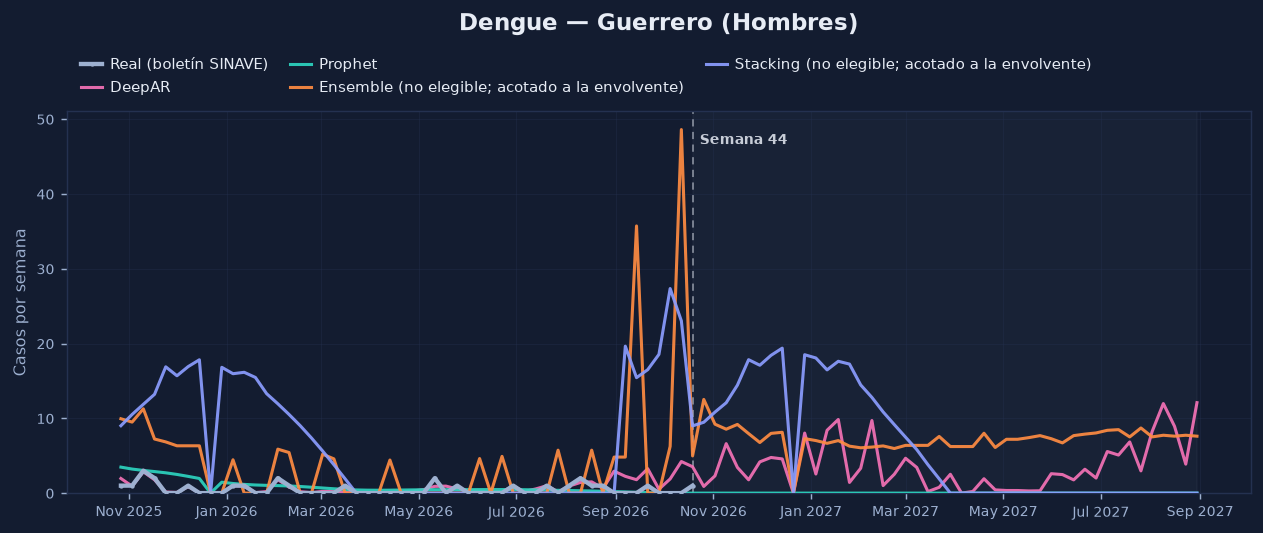 Dengue — Guerrero (Hombres)
Real (boletín SINAVE) Prophet Stacking (no elegible; acotado a la envolvente)
DeepAR Ensemble (no elegible; acotado a la envolvente)
Casos por semana
50
40
30
20
10
0
Semana 44
Nov 2025 Jan 2026 Mar 2026 May 2026 Jul 2026 Sep 2026 Nov 2026 Jan 2027 Mar 2027 May 2027 Jul 2027 Sep 2027